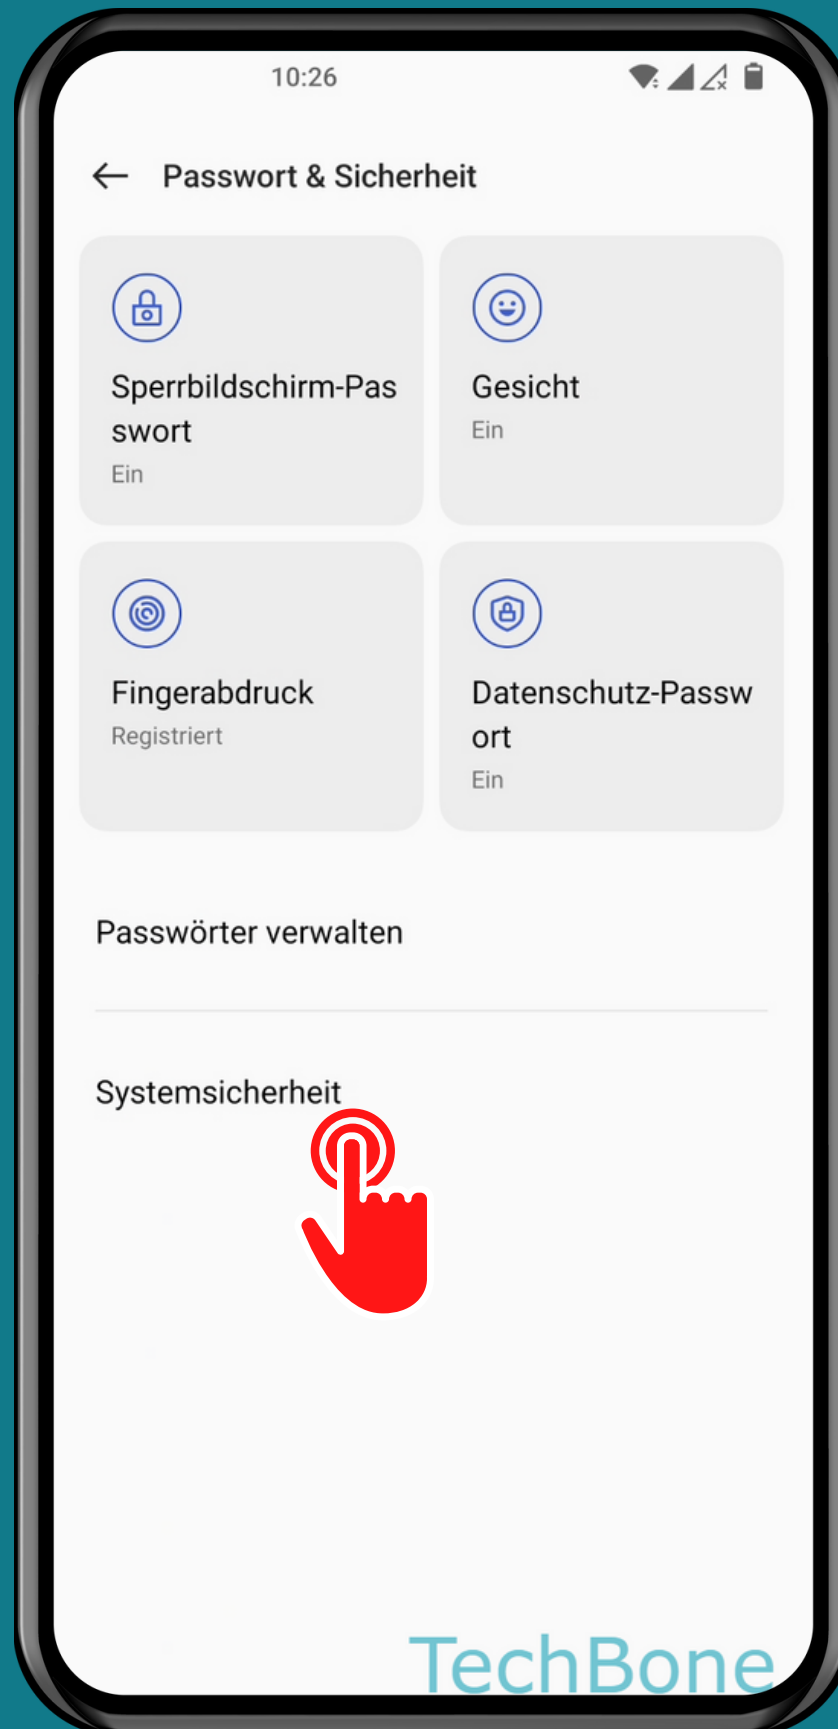 10:26
Passwort & Sicherheit
Sperrbildschirm-Pas
swort
Ein
Gesicht
Ein
Fingerabdruck
Registriert
Datenschutz-Passw
ort
Ein
Passwörter verwalten
Systemsicherheit
TechBone